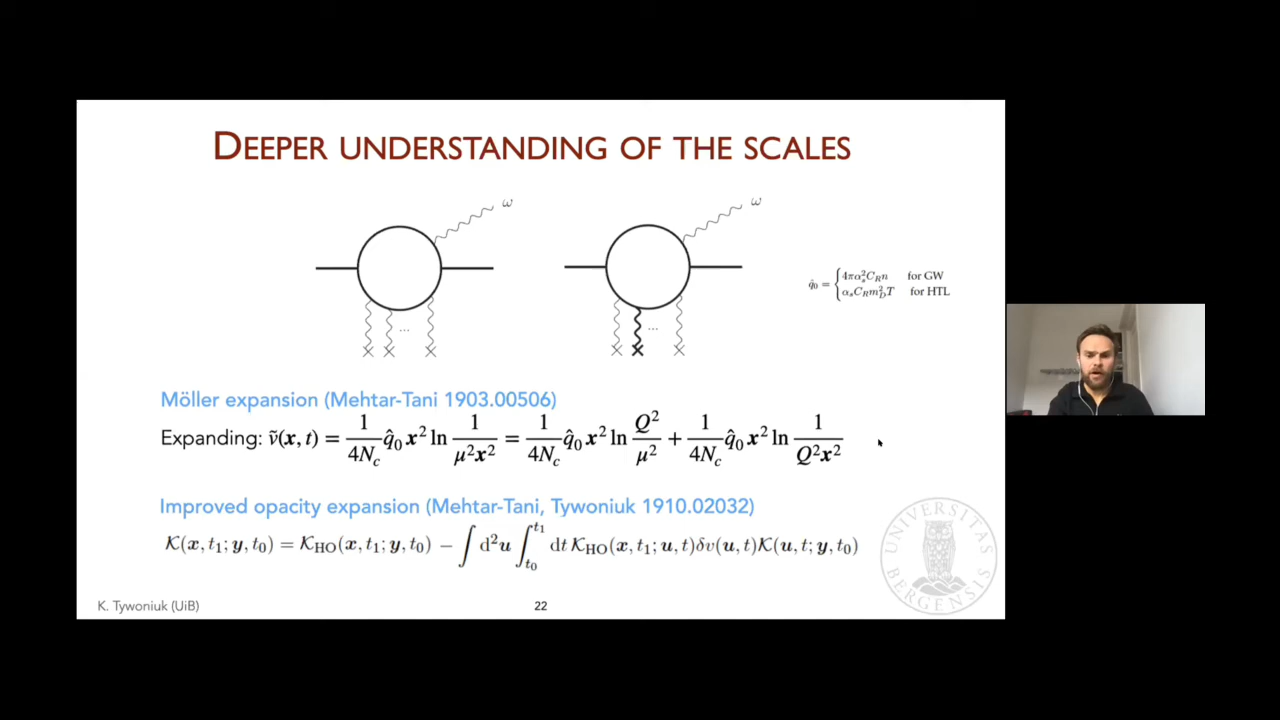 DEEPER UNDERSTANDING OF THE SCALES
ω
ω
...
...
q̂₀ = { 4πα²ₛC_R n for GW
αₛC_R m²_D T for HTL
Möller expansion (Mehtar-Tani 1903.00506)
Expanding: ṽ(x, t) = 1/4N_c q̂₀ x² ln 1/μ²x² = 1/4N_c q̂₀ x² ln Q²/μ² + 1/4N_c q̂₀ x² ln 1/Q²x²
Improved opacity expansion (Mehtar-Tani, Tywoniuk 1910.02032)
𝒦(x, t₁; y, t₀) = 𝒦_HO(x, t₁; y, t₀) − ∫ d²u ∫_{t₀}^{t₁} dt 𝒦_HO(x, t₁; u, t)δv(u, t)𝒦(u, t; y, t₀)
UNIVERSITAS
BERGENSIS
K. Tywoniuk (UiB)
22